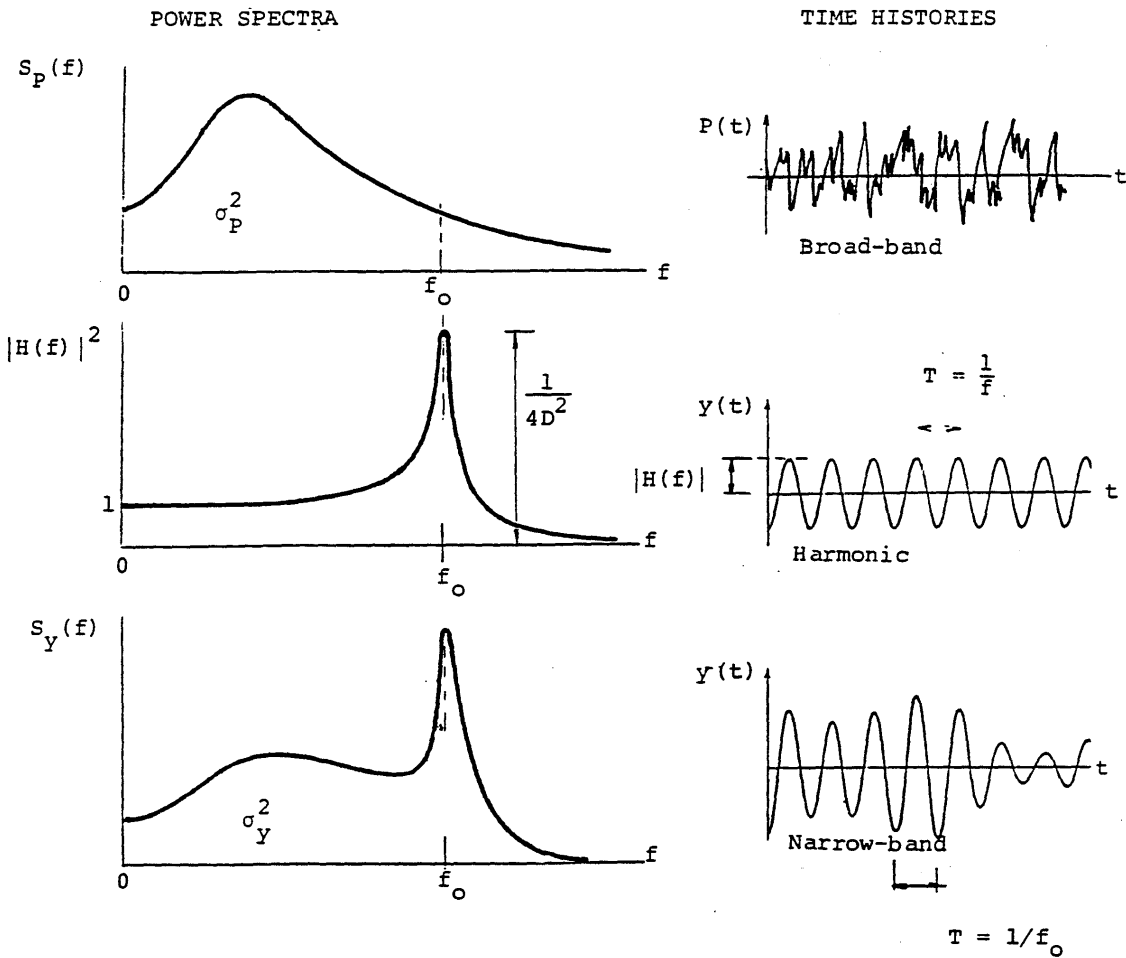 POWER SPECTRA
TIME HISTORIES
S_P(f)
σ_P^2
0
f_o
f
P(t)
t
Broad-band
|H(f)|^2
1
0
f_o
f
1/4D^2
T = 1/f
y(t)
|H(f)|
t
Harmonic
S_y(f)
σ_y^2
0
f_o
f
y(t)
t
Narrow-band
T = 1/f_o